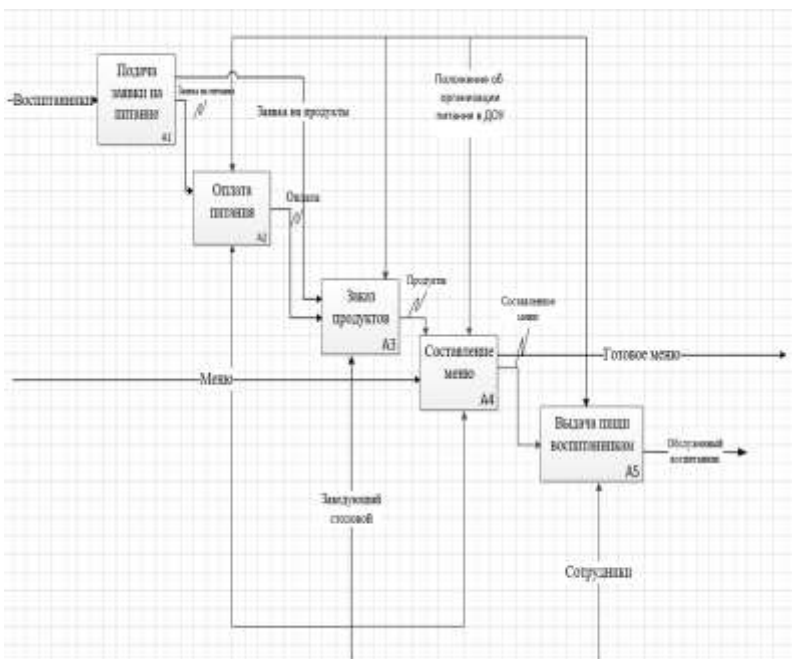 Подача
заявки на
питание
A1
Воспитанники
Заявка на питание
Заявка на продукты
Положение об
организации
питания в ДОУ
Оплата
питания
A2
Оплата
Заказ
продуктов
A3
Продукты
Составление
меню
A4
Составленное
меню
Готовое меню
Меню
Выдача пищи
воспитанникам
A5
Обслуженный
воспитанник
Заведующий
столовой
Сотрудники